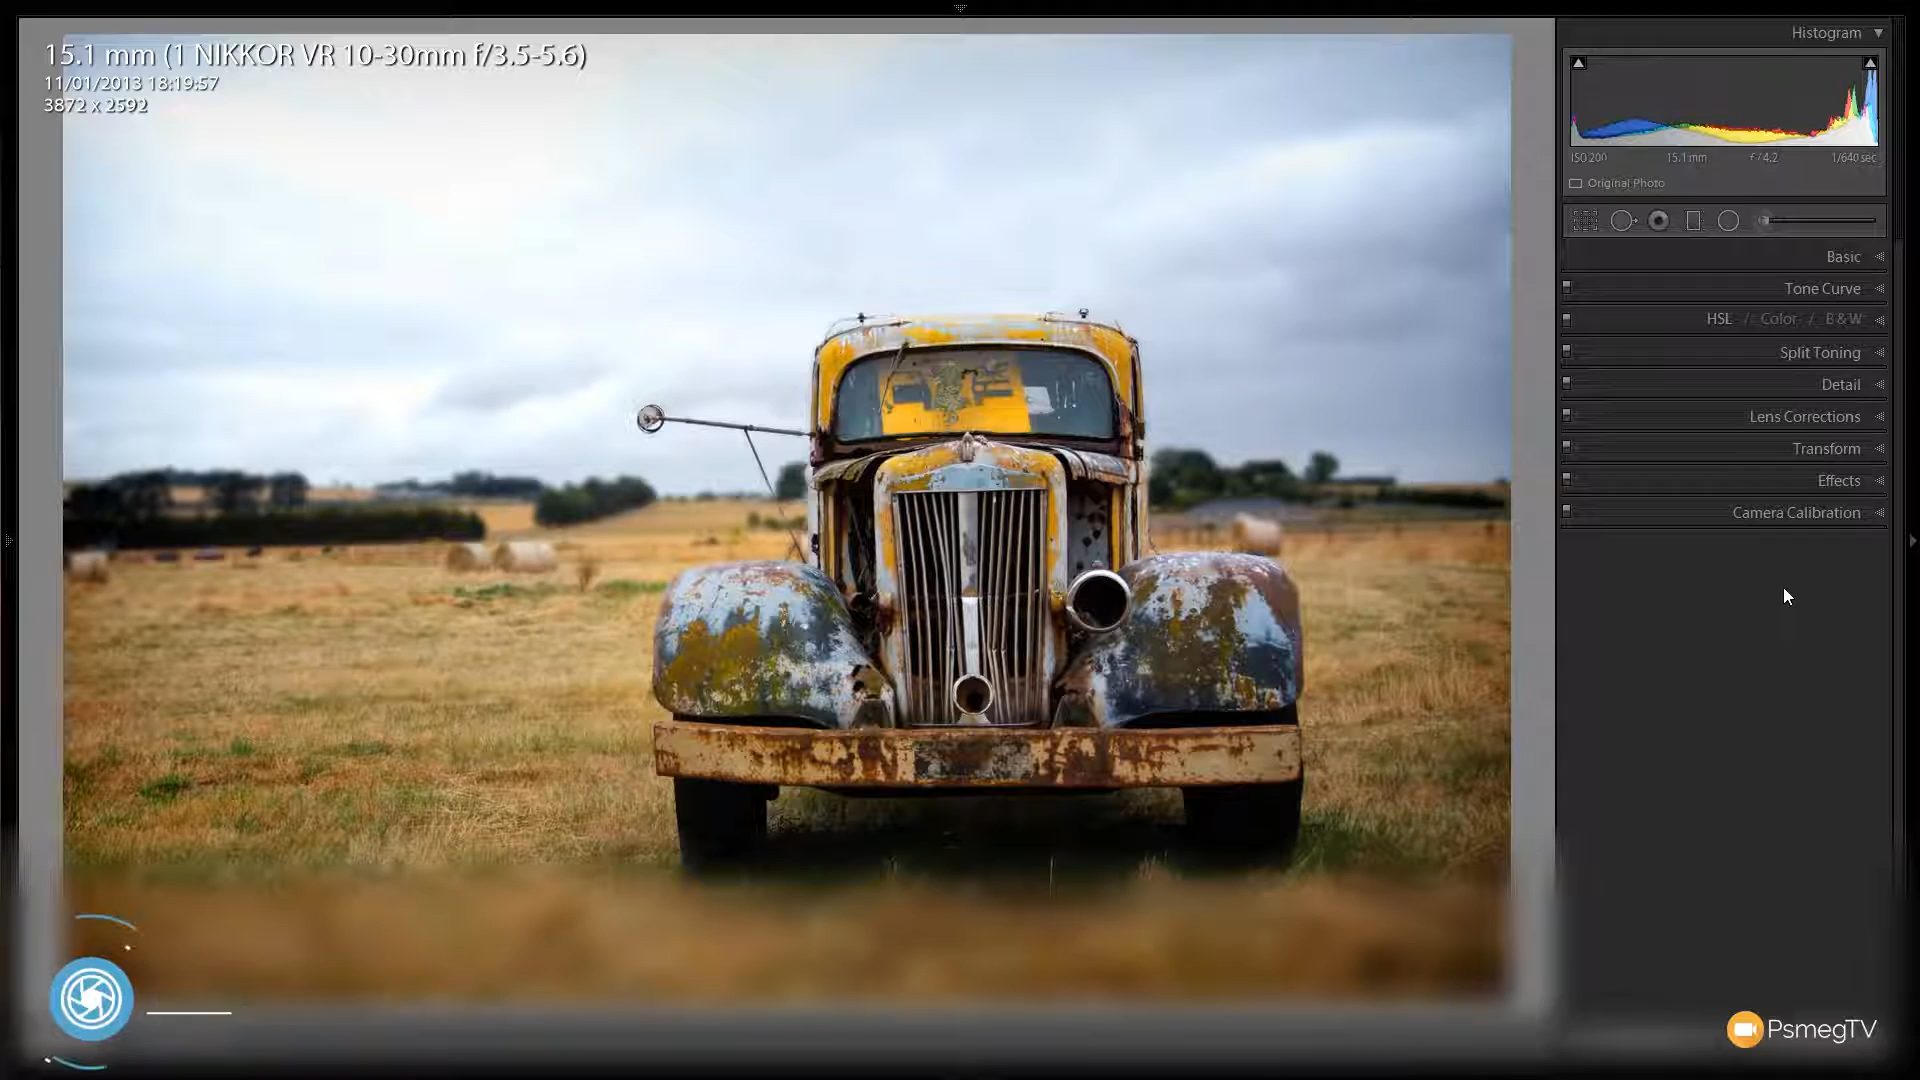 15.1 mm (1 NIKKOR VR 10-30mm f/3.5-5.6)
11/01/2013 18:19:57
3872 x 2592
Histogram
ISO 200 15.1 mm f / 4.2 1/640 sec
Original Photo
Basic
Tone Curve
HSL / Color / B & W
Split Toning
Detail
Lens Corrections
Transform
Effects
Camera Calibration
PsmegTV